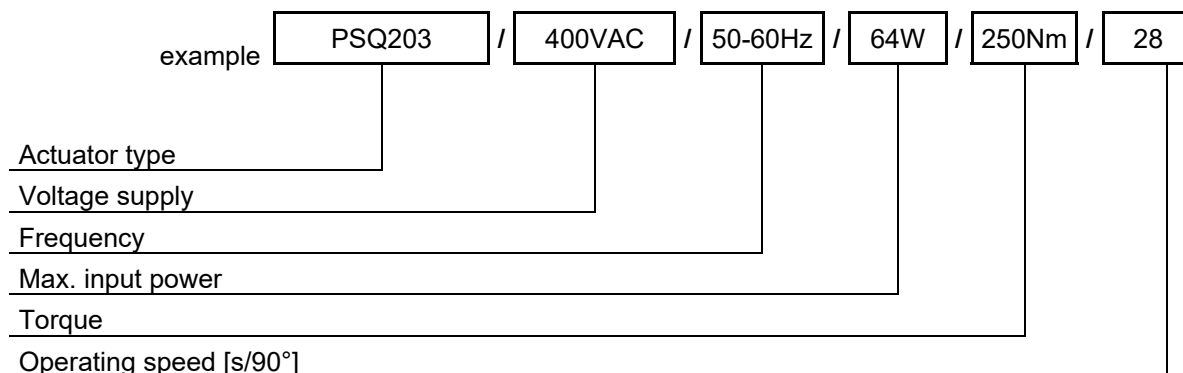 example PSQ203 / 400VAC / 50-60Hz / 64W / 250Nm / 28
Actuator type
Voltage supply
Frequency
Max. input power
Torque
Operating speed [s/90°]